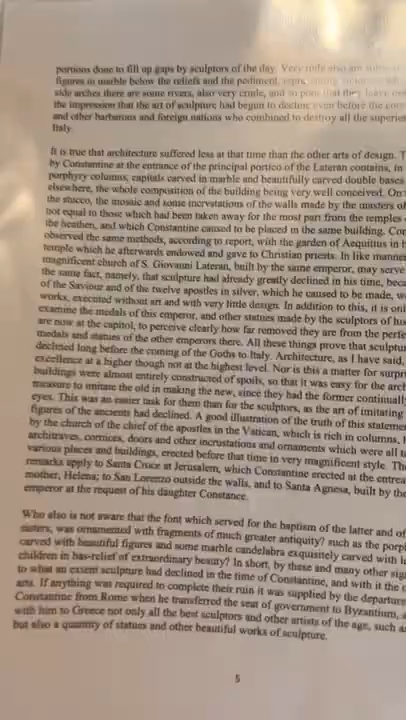 portions done to fill up gaps by sculptors of the day. Very rude also are
figures in marble below the reliefs and the pediment,
side arches there are some rivers, also very crude, and so poor that they leave
the impression that the art of sculpture had begun to decline even before the
and other barbarous and foreign nations who combined to destroy all the superior
Italy.
It is true that architecture suffered less at that time than the other arts of design.
by Constantine at the entrance of the principal portico of the Lateran contains, in
porphyry columns, capitals carved in marble and beautifully carved double bases
elsewhere, the whole composition of the building being very well conceived. On
the stucco, the mosaic and some incrustations of the walls made by the masters of
not equal to those which had been taken away for the most part from the temples
the heathen, and which Constantine caused to be placed in the same building.
observed the same methods, according to report, with the garden of Aequitius in
temple which he afterwards endowed and gave to Christian priests. In like manner
magnificent church of S. Giovanni Lateran, built by the same emperor, may serve
the same fact, namely, that sculpture had already greatly declined in his time,
of the Saviour and of the twelve apostles in silver, which he caused to be made,
works, executed without art and with very little design. In addition to this, it is
examine the medals of this emperor, and other statues made by the sculptors of his
are now at the capitol, to perceive clearly how far removed they are from the
medals and statues of the other emperors there. All these things prove that
declined long before the coming of the Goths to Italy. Architecture, as I have said,
excellence at a higher though not at the highest level. Nor is this a matter for
buildings were almost entirely constructed of spoils, so that it was easy for the
measure to imitate the old in making the new, since they had the former
eyes. This was an easier task for them than for the sculptors, as the art of imitating
figures of the ancients had declined. A good illustration of the truth of this
by the church of the chief of the apostles in the Vatican, which is rich in columns,
architraves, cornices, doors and other incrustations and ornaments which were all
various places and buildings, erected before that time in very magnificent style.
remarks apply to Santa Croce at Jerusalem, which Constantine erected at the
mother, Helena; to San Lorenzo outside the walls, and to Santa Agnesa, built by the
emperor at the request of his daughter Constance.
Who also is not aware that the font which served for the baptism of the latter and of
sisters, was ornamented with fragments of much greater antiquity? such as the
carved with beautiful figures and some marble candelabra exquisitely carved with
children in bas-relief of extraordinary beauty? In short, by these and many other
to what an extent sculpture had declined in the time of Constantine, and with it the
arts. If anything was required to complete their ruin it was supplied by the departure
Constantine from Rome when he transferred the seat of government to Byzantium,
with him to Greece not only all the best sculptors and other artists of the age, such
but also a quantity of statues and other beautiful works of sculpture.
5